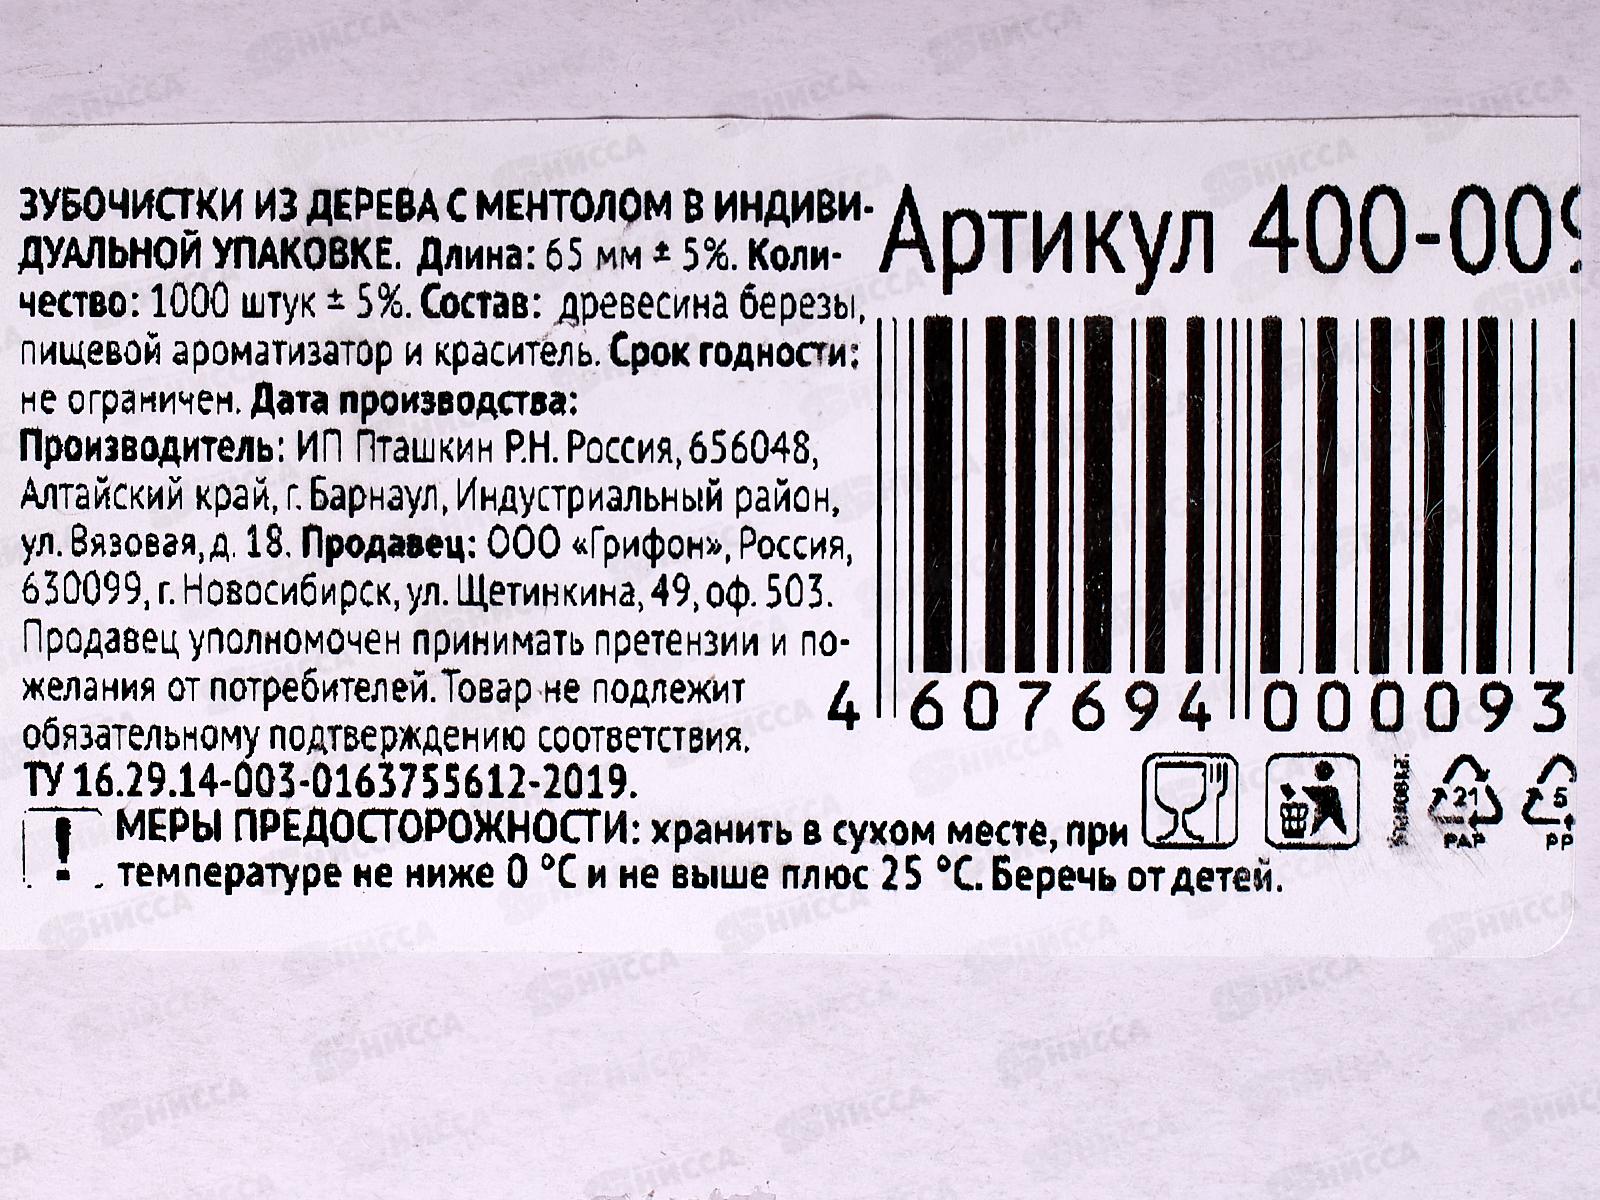 ЗУБОЧИСТКИ ИЗ ДЕРЕВА С МЕНТОЛОМ В ИНДИВИ-
ДУАЛЬНОЙ УПАКОВКЕ. Длина: 65 мм ± 5%. Коли-
чество: 1000 штук ± 5%. Состав: древесина березы,
пищевой ароматизатор и краситель. Срок годности:
не ограничен. Дата производства:
Производитель: ИП Пташкин Р.Н. Россия, 656048,
Алтайский край, г. Барнаул, Индустриальный район,
ул. Вязовая, д. 18. Продавец: ООО «Грифон», Россия,
630099, г. Новосибирск, ул. Щетинкина, 49, оф. 503.
Продавец уполномочен принимать претензии и по-
желания от потребителей. Товар не подлежит
обязательному подтверждению соответствия.
ТУ 16.29.14-003-0163755612-2019.
! МЕРЫ ПРЕДОСТОРОЖНОСТИ: хранить в сухом месте, при
температуре не ниже 0 °С и не выше плюс 25 °С. Беречь от детей.
Артикул 400-009
4 607694 000093
21
PAP
5
PP
НИССА